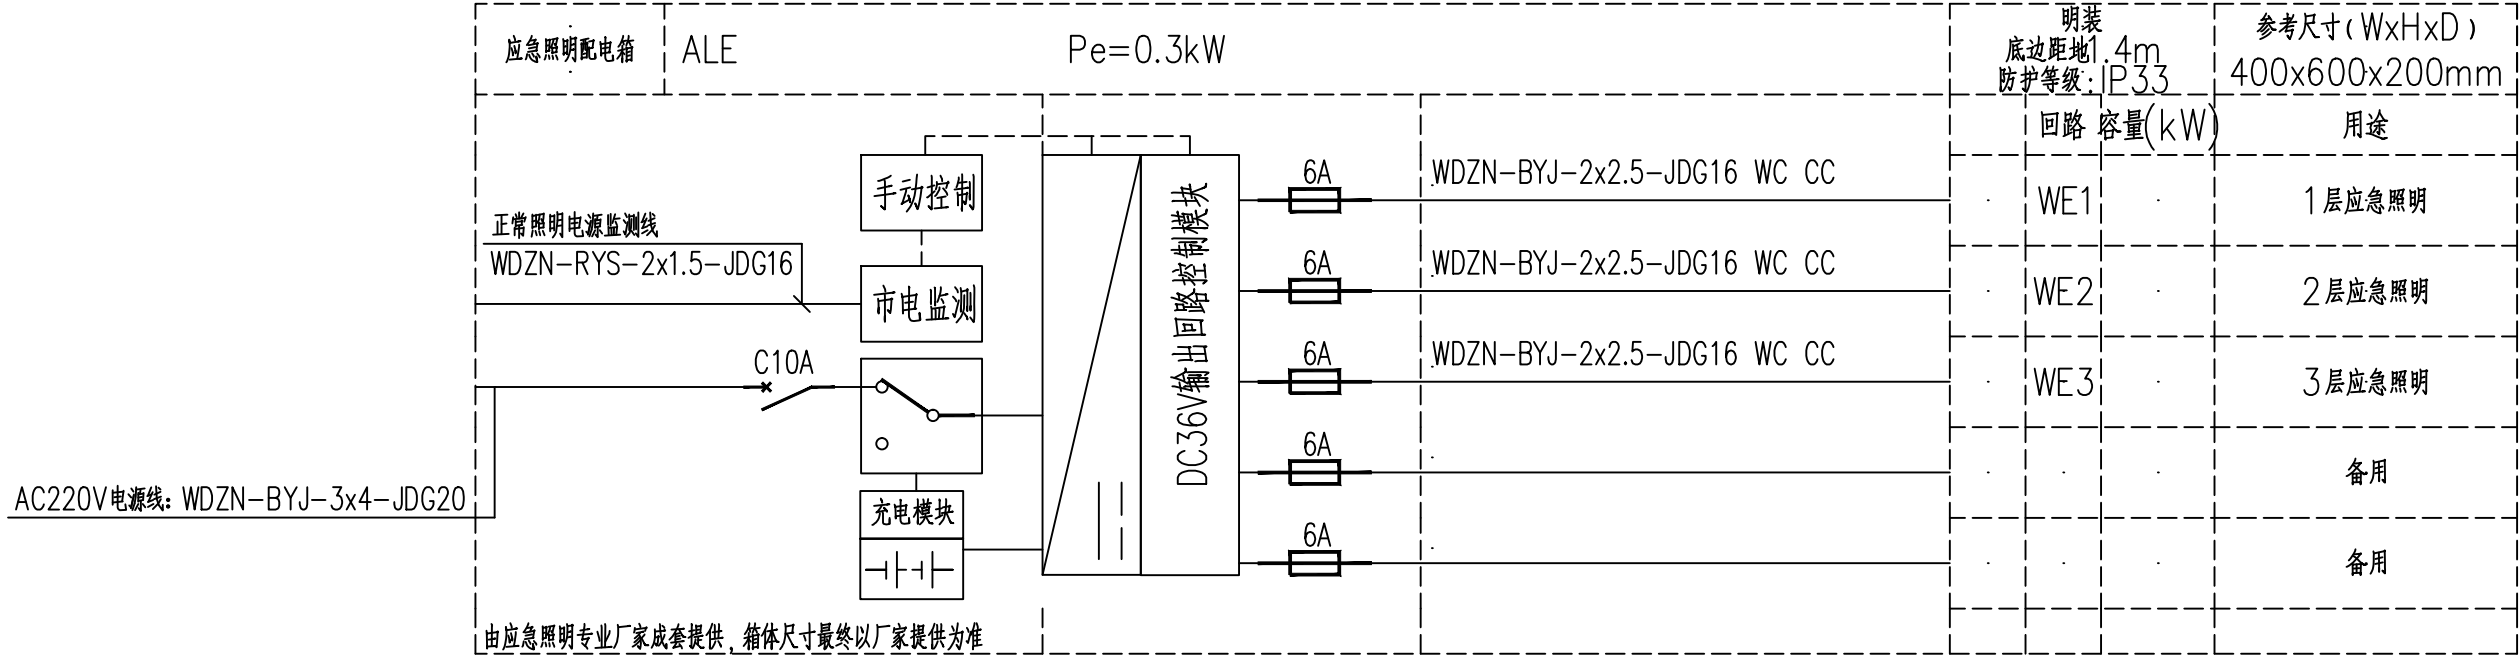 应急照明配电箱
ALE
Pe=0.3kW
明装
底边距地1.4m
防护等级:IP33
参考尺寸(WxHxD)
400x600x200mm
回路
容量(kW)
用途
手动控制
正常照明电源监测线
WDZN-RYS-2x1.5-JDG16
市电监测
C10A
AC220V电源线: WDZN-BYJ-3x4-JDG20
充电模块
DC36V输出回路控制模块
6A
WDZN-BYJ-2x2.5-JDG16 WC CC
WE1
1层应急照明
6A
WDZN-BYJ-2x2.5-JDG16 WC CC
WE2
2层应急照明
6A
WDZN-BYJ-2x2.5-JDG16 WC CC
WE3
3层应急照明
6A
备用
6A
备用
由应急照明专业厂家成套提供,箱体尺寸最终以厂家提供为准